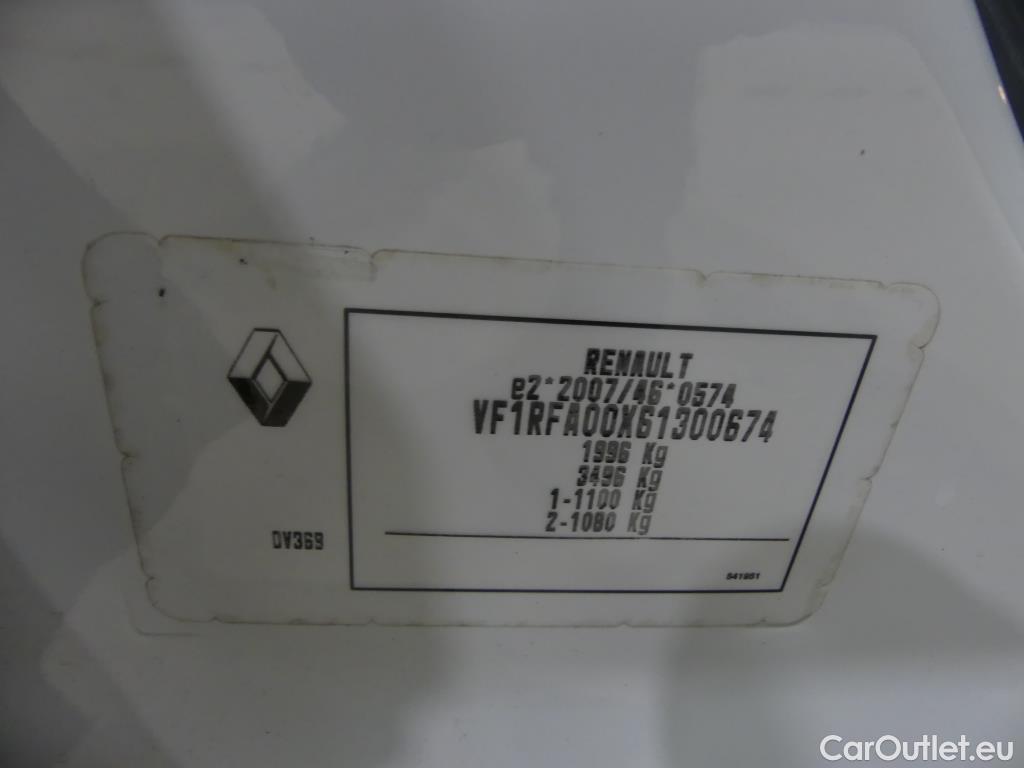 RENAULT
e2*2007/46*0574
VF1RFA00X61300674
1996 Kg
3496 Kg
1-1100 Kg
2-1080 Kg
DV369
541951
CarOutlet.eu